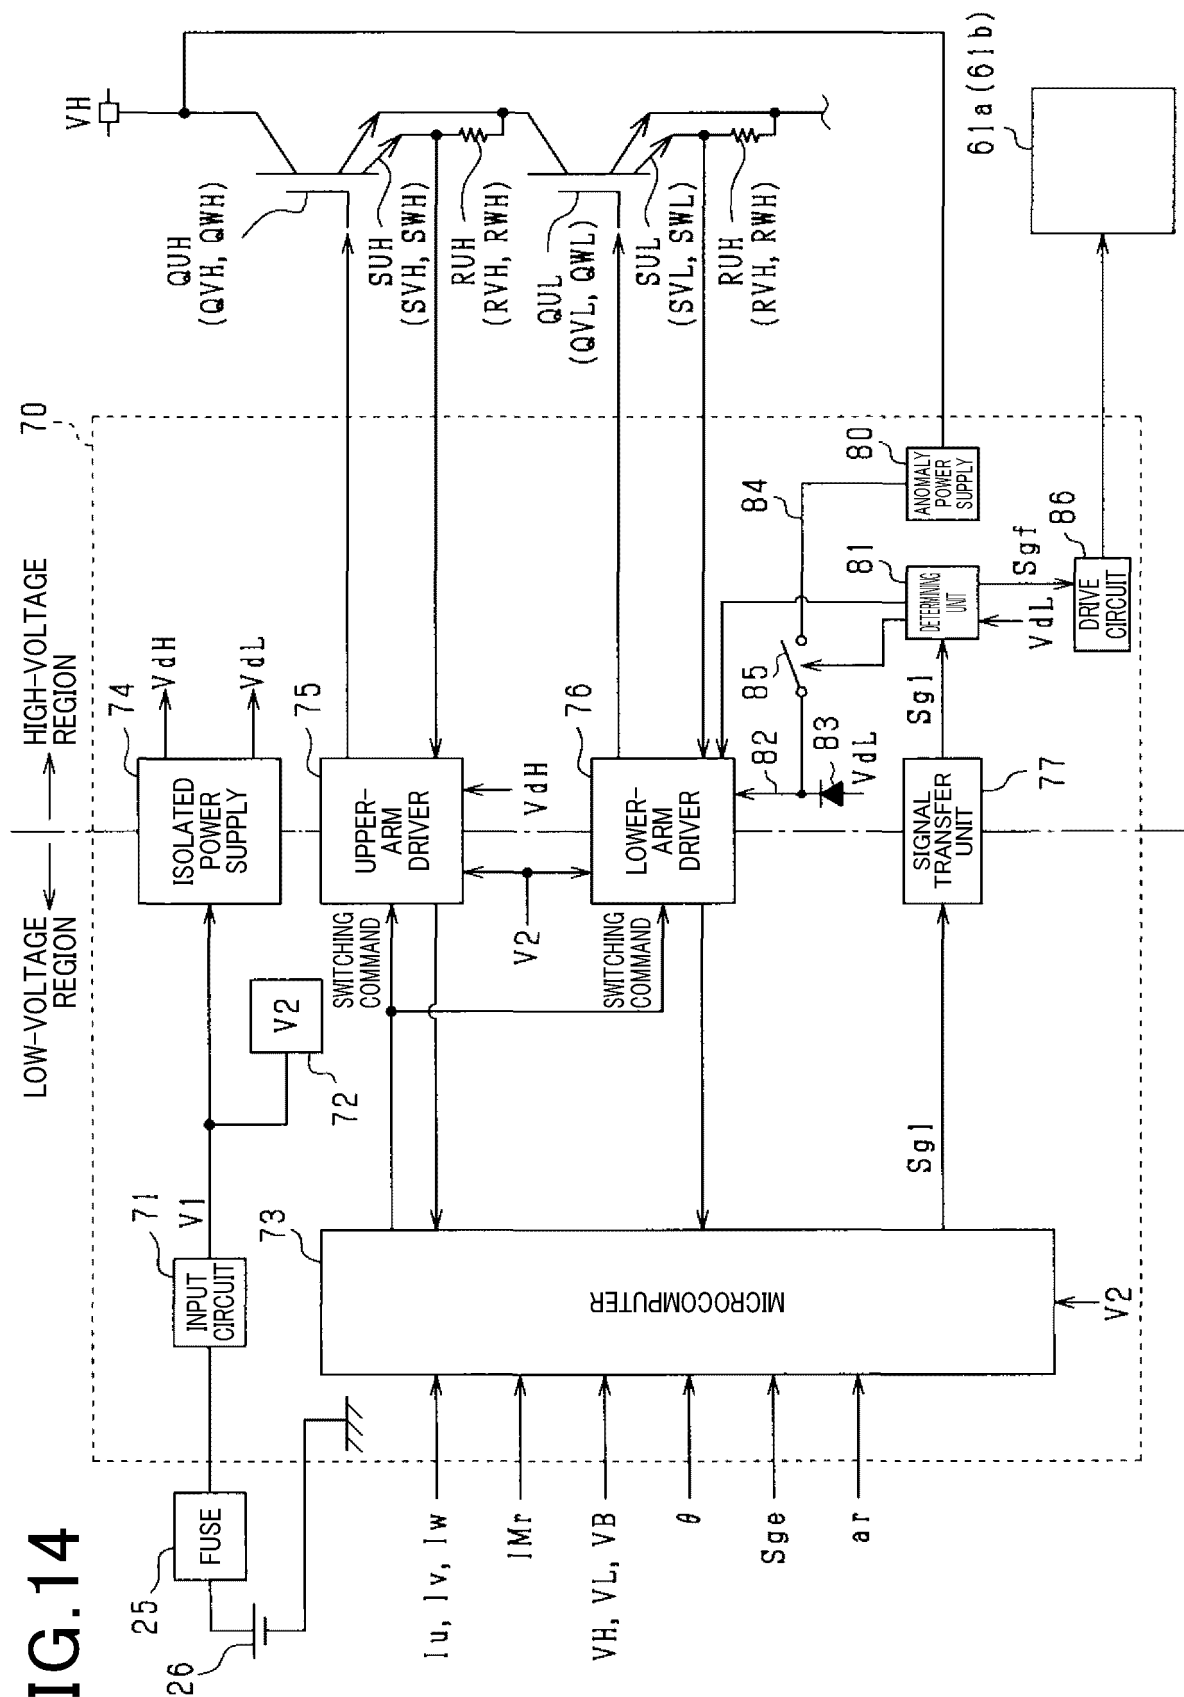 IG.14
LOW-VOLTAGE
REGION
HIGH-VOLTAGE
REGION
70
26
25
FUSE
71
INPUT
CIRCUIT
V1
V2
72
74
ISOLATED
POWER
SUPPLY
VdH
VdL
73
MICROCOMPUTER
V2
Iu, Iv, Iw
IMr
VH, VL, VB
θ
Sge
ar
SWITCHING
COMMAND
75
UPPER-
ARM
DRIVER
VdH
V2
SWITCHING
COMMAND
76
LOWER-
ARM
DRIVER
82
83
VdL
85
84
Sg1
77
SIGNAL
TRANSFER
UNIT
Sg1
81
DETERMINING
UNIT
VdL
80
ANOMALY
POWER
SUPPLY
Sgf
86
DRIVE
CIRCUIT
VH
QUH
(QVH, QWH)
SUH
(SVH, SWH)
RUH
(RVH, RWH)
QUL
(QVL, QWL)
SUL
(SVL, SWL)
RUH
(RVH, RWH)
61a(61b)